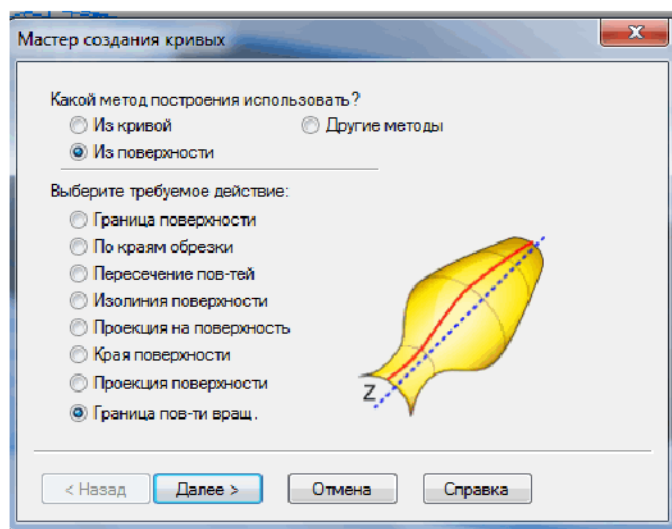 Мастер создания кривых
Какой метод построения использовать?
Из кривой
Другие методы
Из поверхности
Выберите требуемое действие:
Граница поверхности
По краям обрезки
Пересечение пов-тей
Изолиния поверхности
Проекция на поверхность
Края поверхности
Проекция поверхности
Граница пов-ти вращ.
Z
< Назад
Далее >
Отмена
Справка